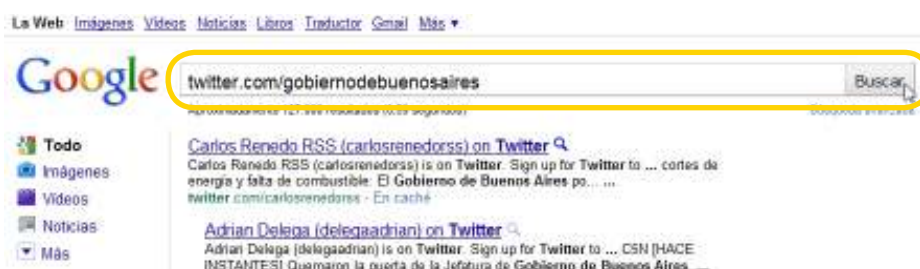 La Web Imágenes Vídeos Noticias Libros Traductor Gmail Más ▼
Google
twitter.com/gobiernodebuenosaires Buscar
Todo
Imágenes
Vídeos
Noticias
Más
Carlos Renedo RSS (carlosrenedorss) on Twitter
Carlos Renedo RSS (carlosrenedorss) is on Twitter. Sign up for Twitter to ... cortes de
energía y falta de combustible: El Gobierno de Buenos Aires po... ...
twitter.com/carlosrenedorss - En caché
Adrian Delega (delegaadrian) on Twitter
Adrian Delega (delegaadrian) is on Twitter. Sign up for Twitter to ... C5N [HACE
INSTANTES] Quemaron la puerta de la Jefatura de Gobierno de Buenos Aires ...